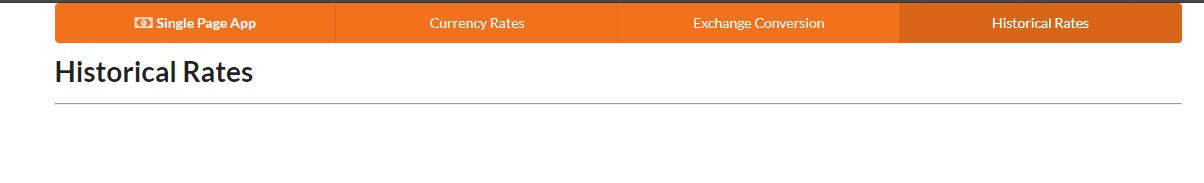 Single Page App
Currency Rates
Exchange Conversion
Historical Rates
Historical Rates